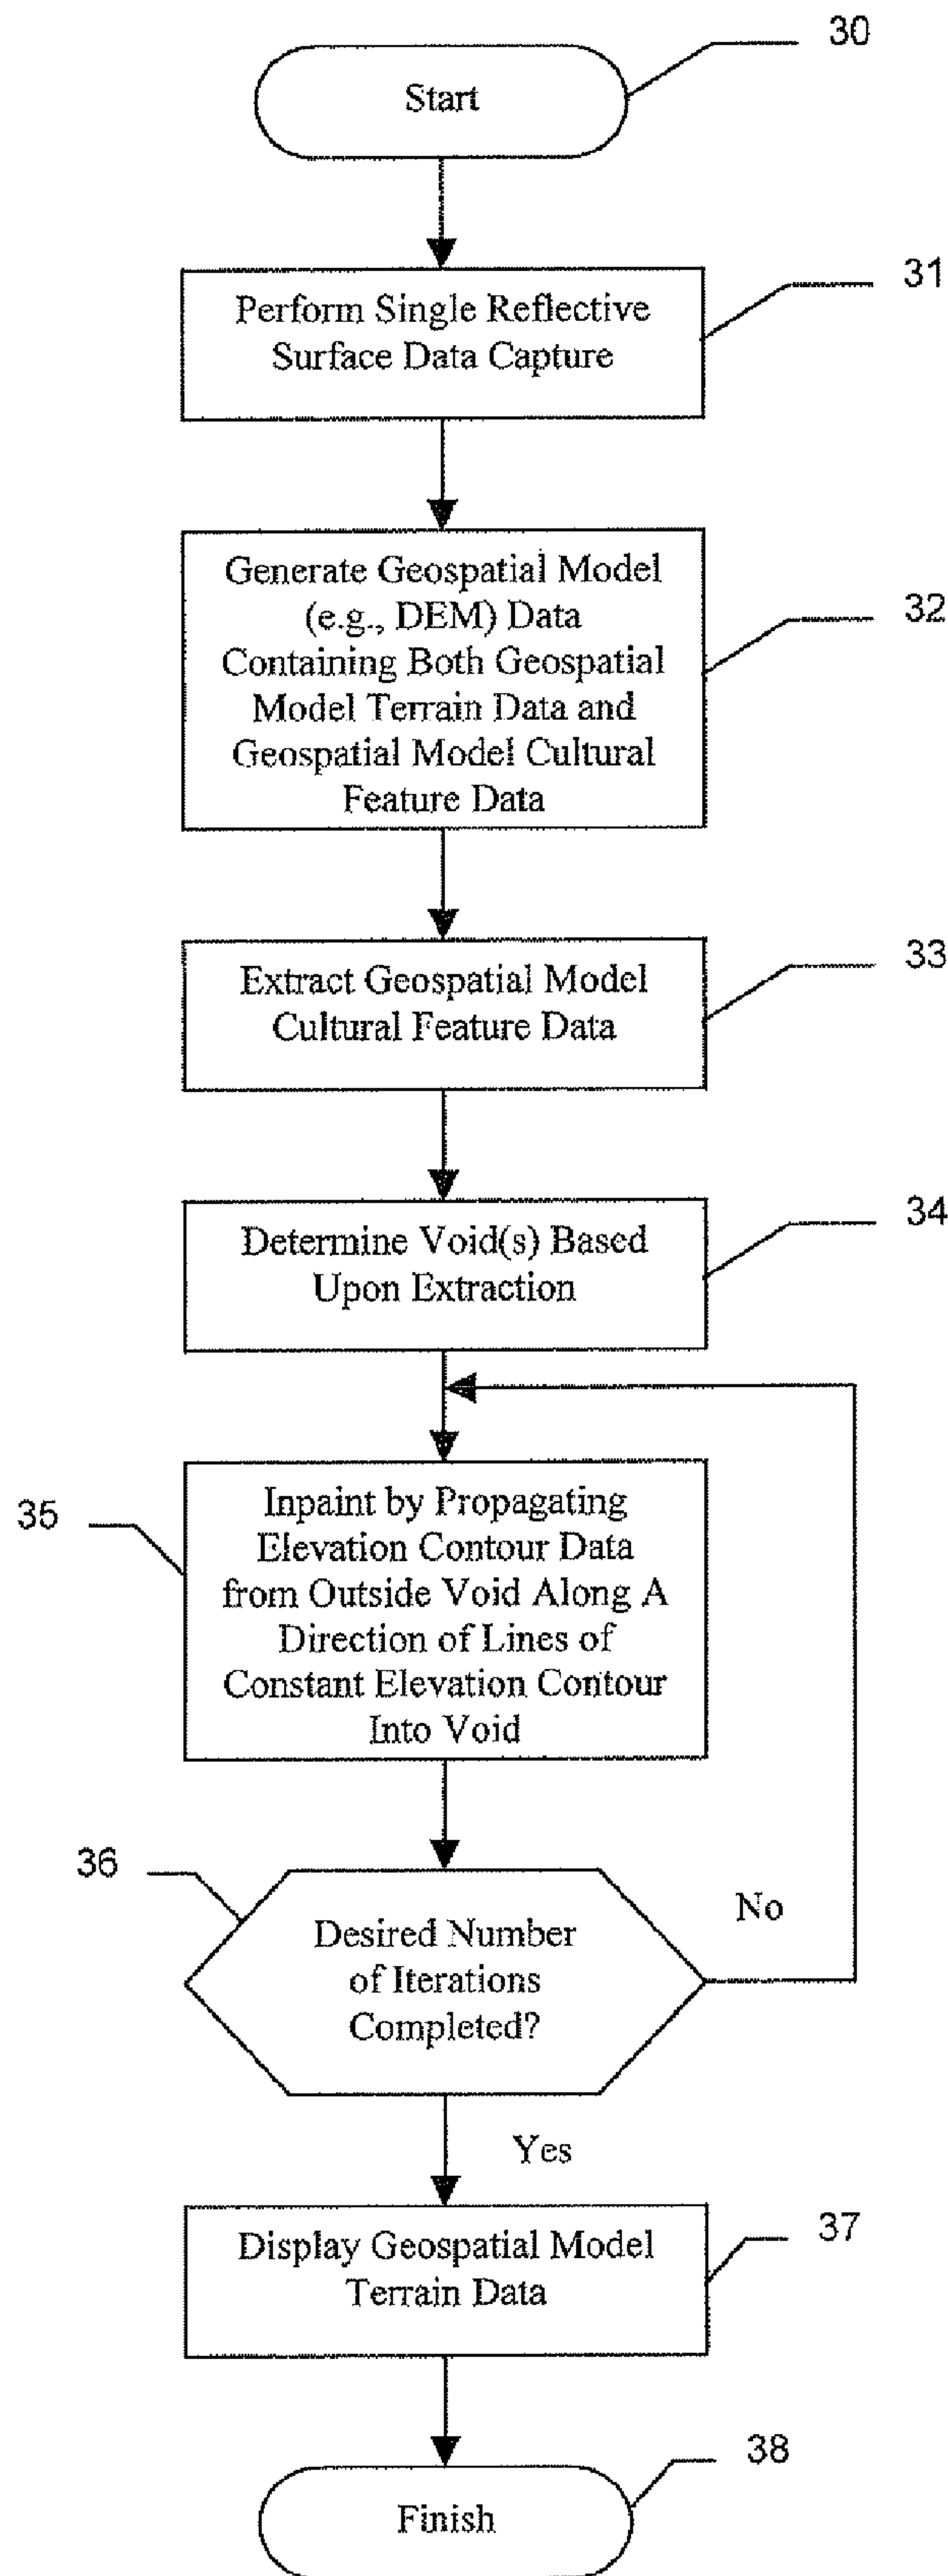 30
Start
31
Perform Single Reflective
Surface Data Capture
Generate Geospatial Model
(e.g., DEM) Data
Containing Both Geospatial
Model Terrain Data and
Geospatial Model Cultural
Feature Data
32
Extract Geospatial Model
Cultural Feature Data
33
Determine Void(s) Based
Upon Extraction
34
35
Inpaint by Propagating
Elevation Contour Data
from Outside Void Along A
Direction of Lines of
Constant Elevation Contour
Into Void
36
Desired Number
of Iterations
Completed?
No
Yes
Display Geospatial Model
Terrain Data
37
38
Finish